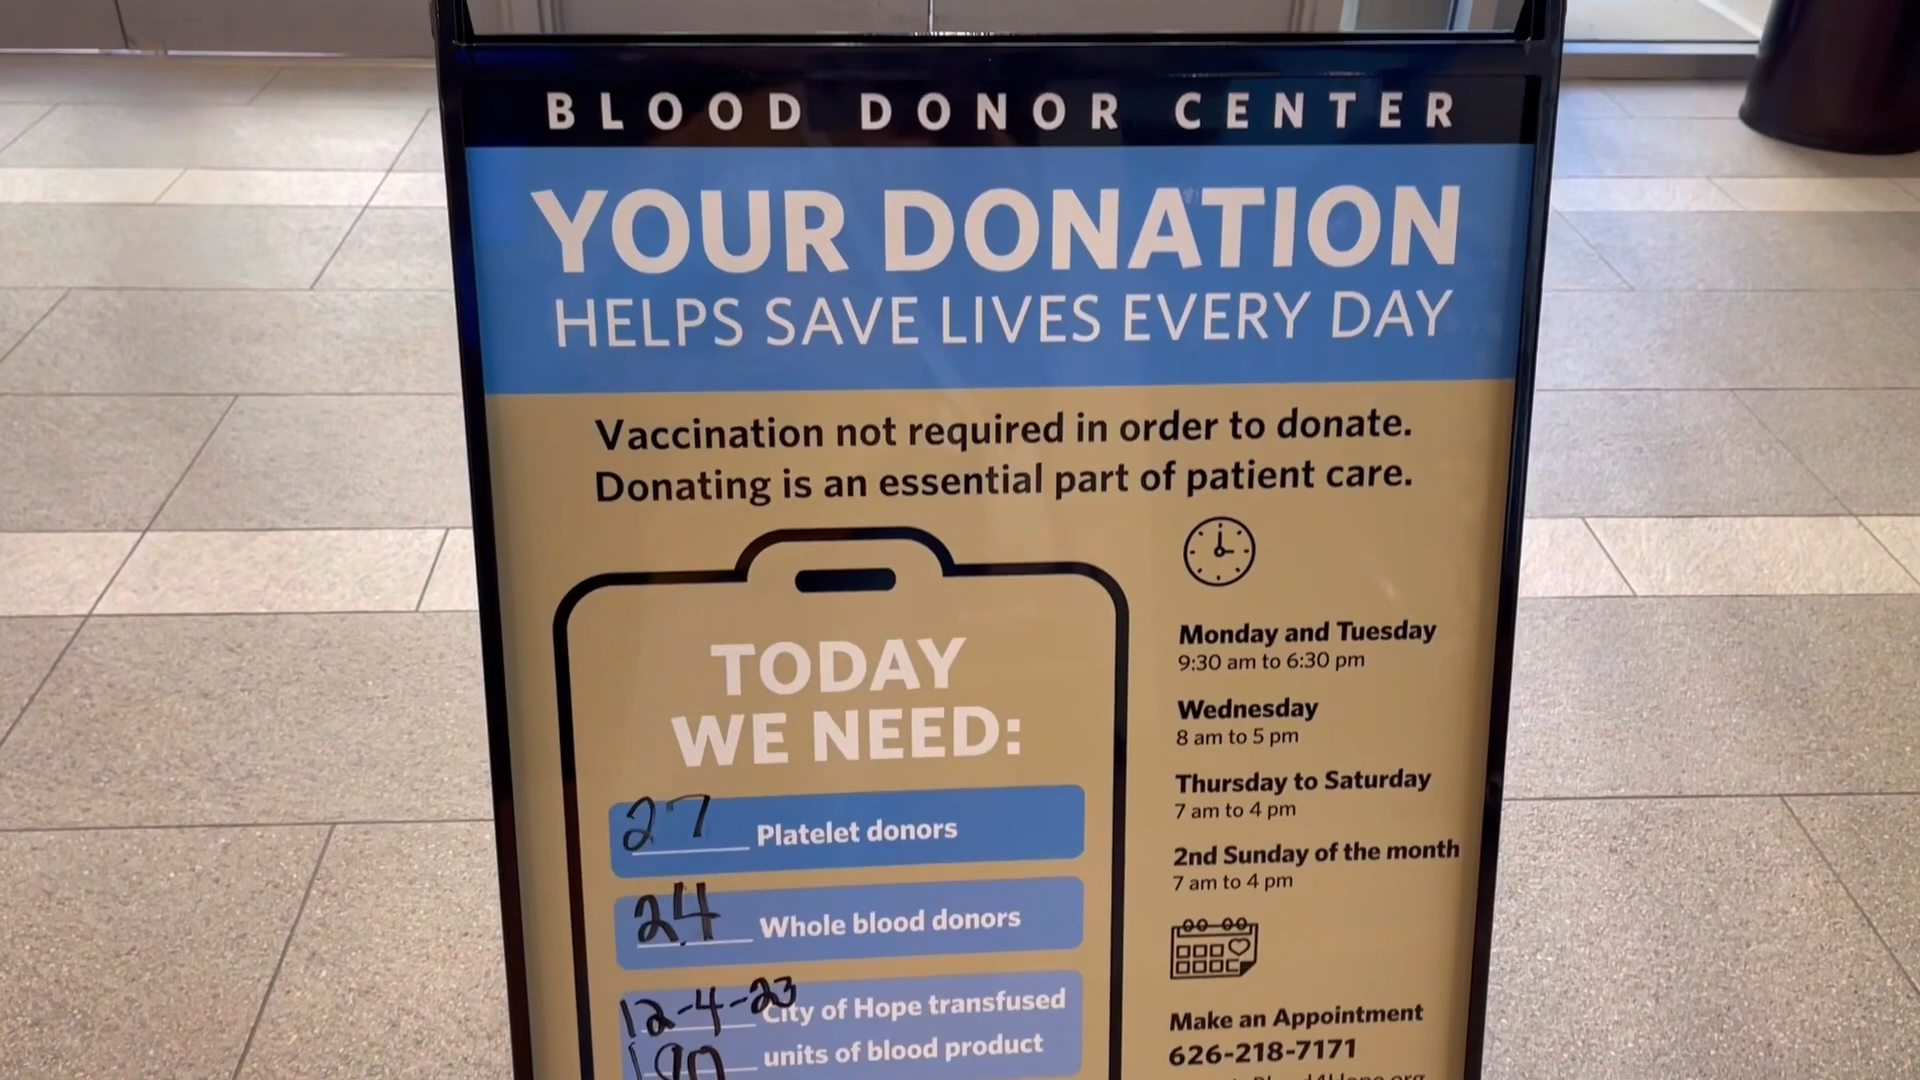 BLOOD DONOR CENTER
YOUR DONATION
HELPS SAVE LIVES EVERY DAY
Vaccination not required in order to donate.
Donating is an essential part of patient care.
TODAY
WE NEED:
27 Platelet donors
24 Whole blood donors
12-4-23 City of Hope transfused
190 units of blood product
Monday and Tuesday
9:30 am to 6:30 pm
Wednesday
8 am to 5 pm
Thursday to Saturday
7 am to 4 pm
2nd Sunday of the month
7 am to 4 pm
Make an Appointment
626-218-7171